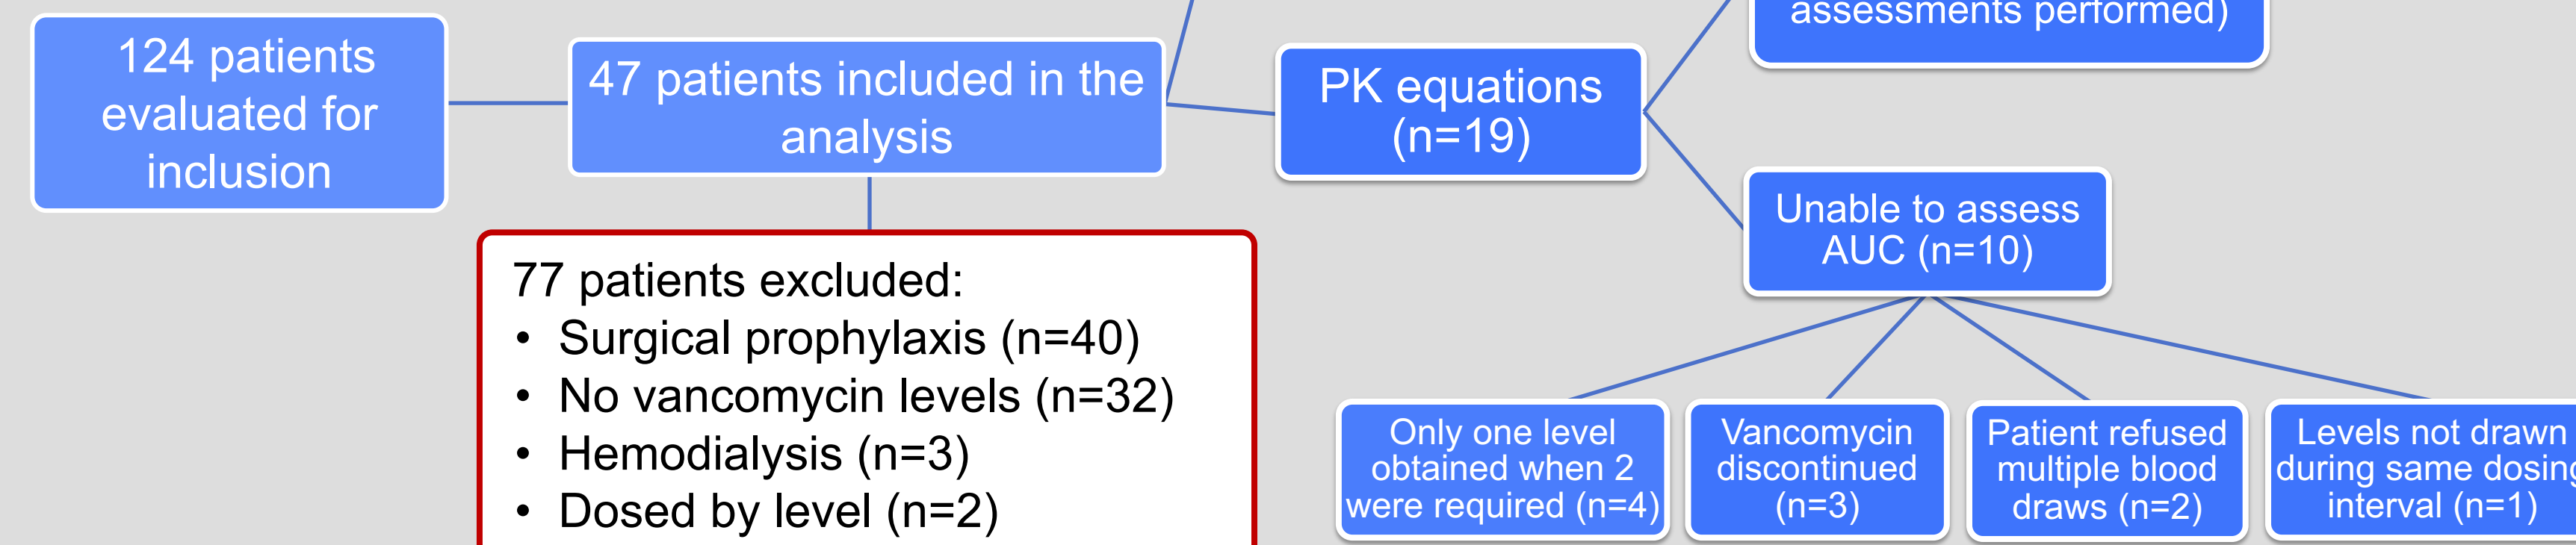 assessments performed)
124 patients
evaluated for
inclusion
47 patients included in the
analysis
PK equations
(n=19)
Unable to assess
AUC (n=10)
77 patients excluded:
• Surgical prophylaxis (n=40)
• No vancomycin levels (n=32)
• Hemodialysis (n=3)
• Dosed by level (n=2)
Only one level
obtained when 2
were required (n=4)
Vancomycin
discontinued
(n=3)
Patient refused
multiple blood
draws (n=2)
Levels not drawn
during same dosing
interval (n=1)